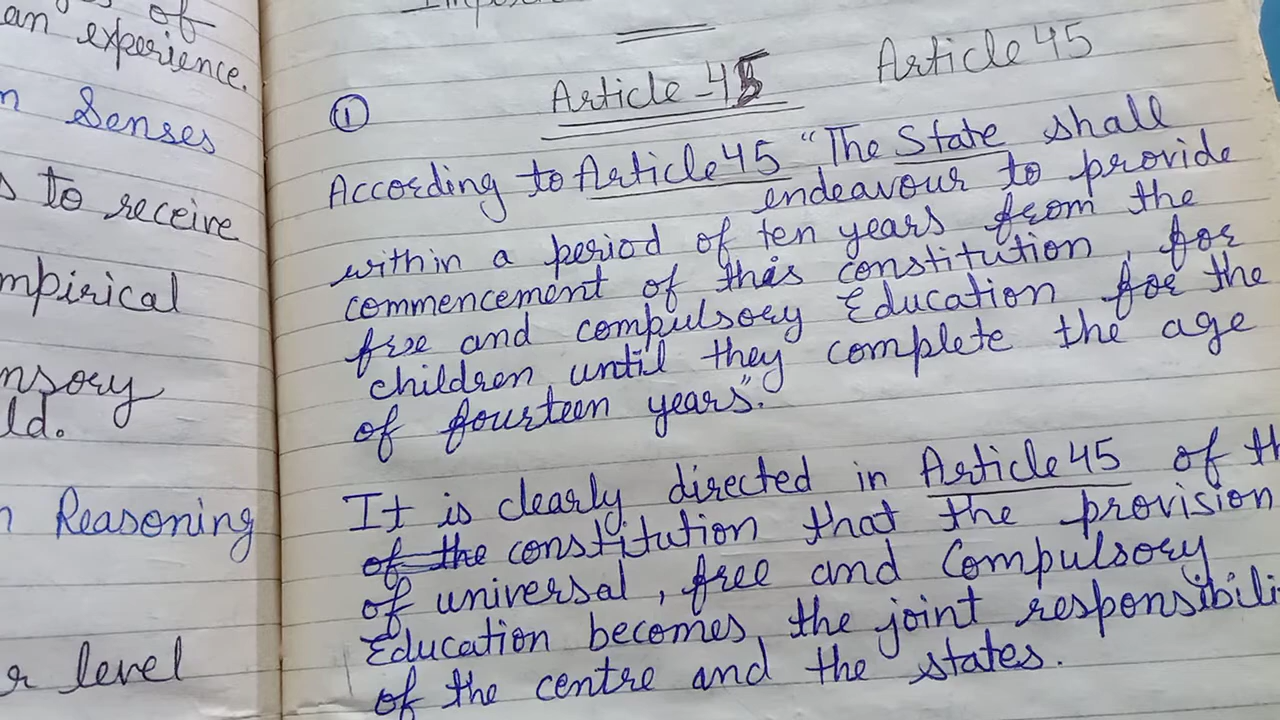 of
an experience.
n Senses
s to receive
mpirical
nsory
ld.
n Reasoning
r level
① Article-45 Article 45
According to Article 45 "The State shall
endeavour to provide
within a period of ten years from the
commencement of this constitution, for
free and compulsory Education for the
children until they complete the age
of fourteen years".
It is clearly directed in Article 45 of th
of the constitution that the provision
of universal, free and Compulsory
Education becomes, the joint responsibili
of the centre and the states.